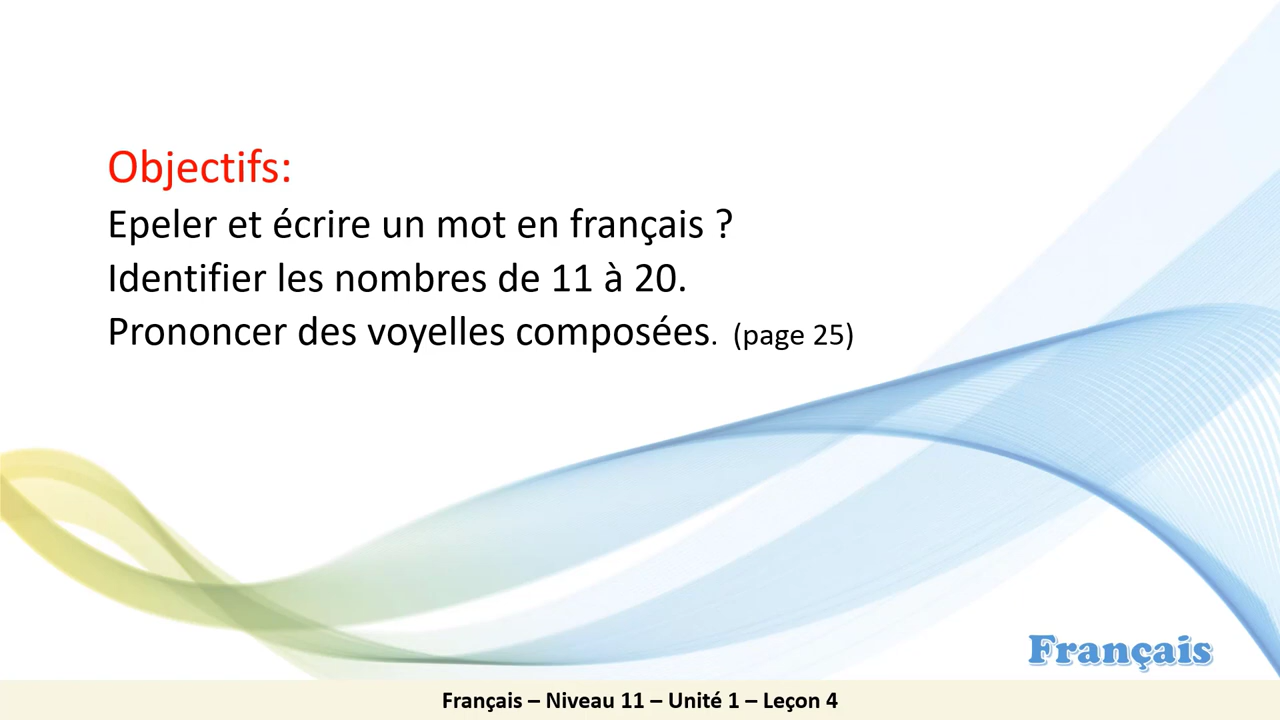 Objectifs:
Epeler et écrire un mot en français ?
Identifier les nombres de 11 à 20.
Prononcer des voyelles composées. (page 25)
Français
Français – Niveau 11 – Unité 1 – Leçon 4